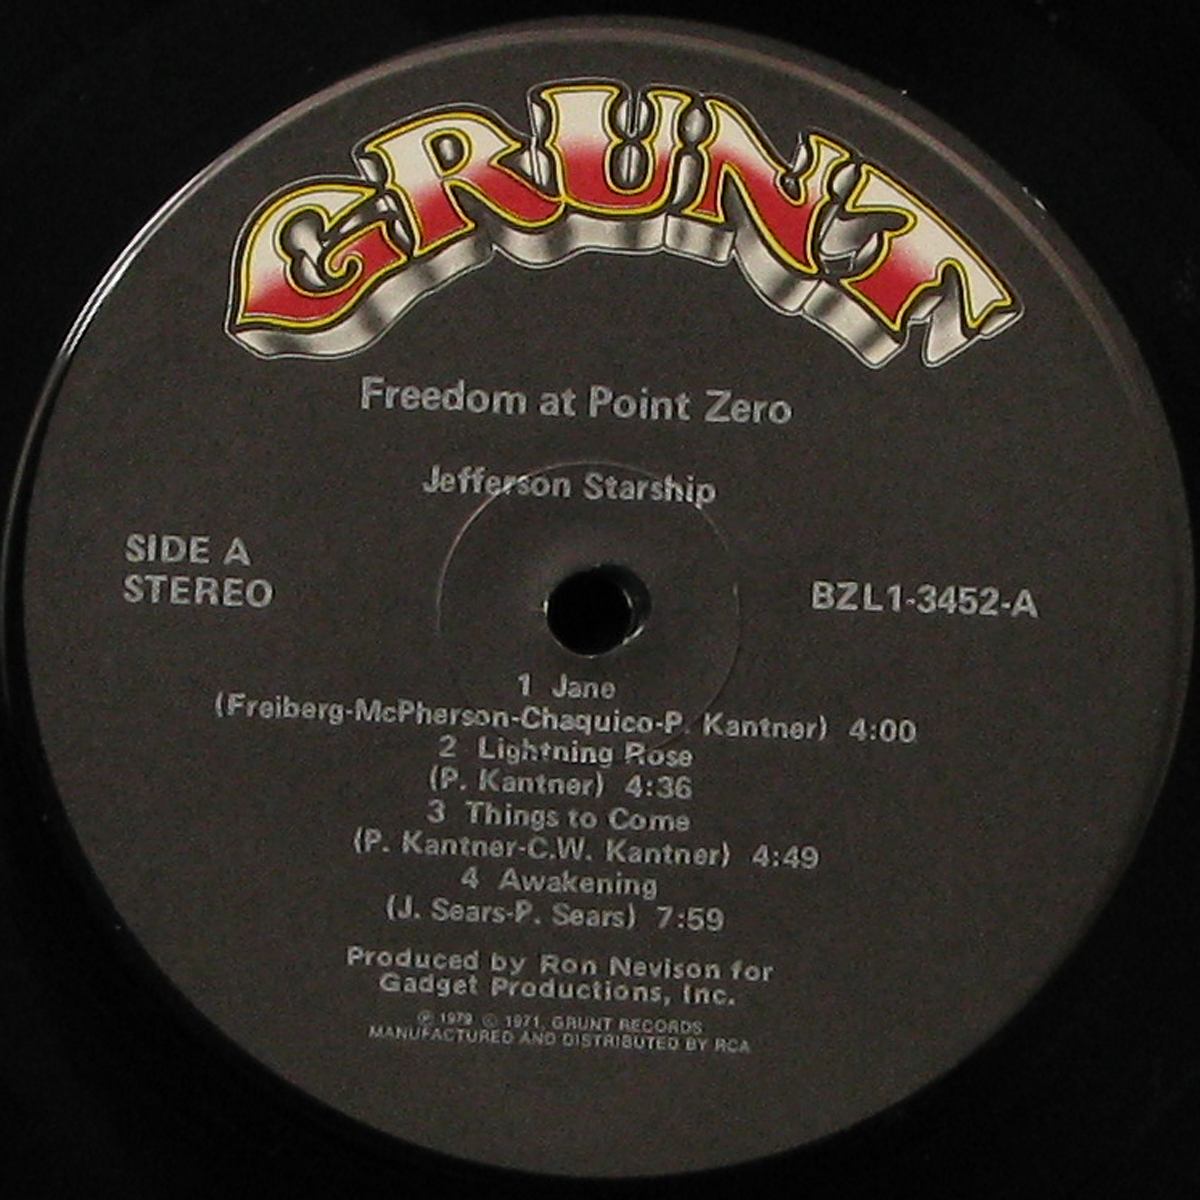 GRUNT
Freedom at Point Zero
Jefferson Starship
SIDE A
STEREO
BZL1-3452-A
1 Jane
(Freiberg-McPherson-Chaquico-P. Kantner) 4:00
2 Lightning Rose
(P. Kantner) 4:36
3 Things to Come
(P. Kantner-C.W. Kantner) 4:49
4 Awakening
(J. Sears-P. Sears) 7:59
Produced by Ron Nevison for
Gadget Productions, Inc.
℗ 1979 © 1971, GRUNT RECORDS
MANUFACTURED AND DISTRIBUTED BY RCA